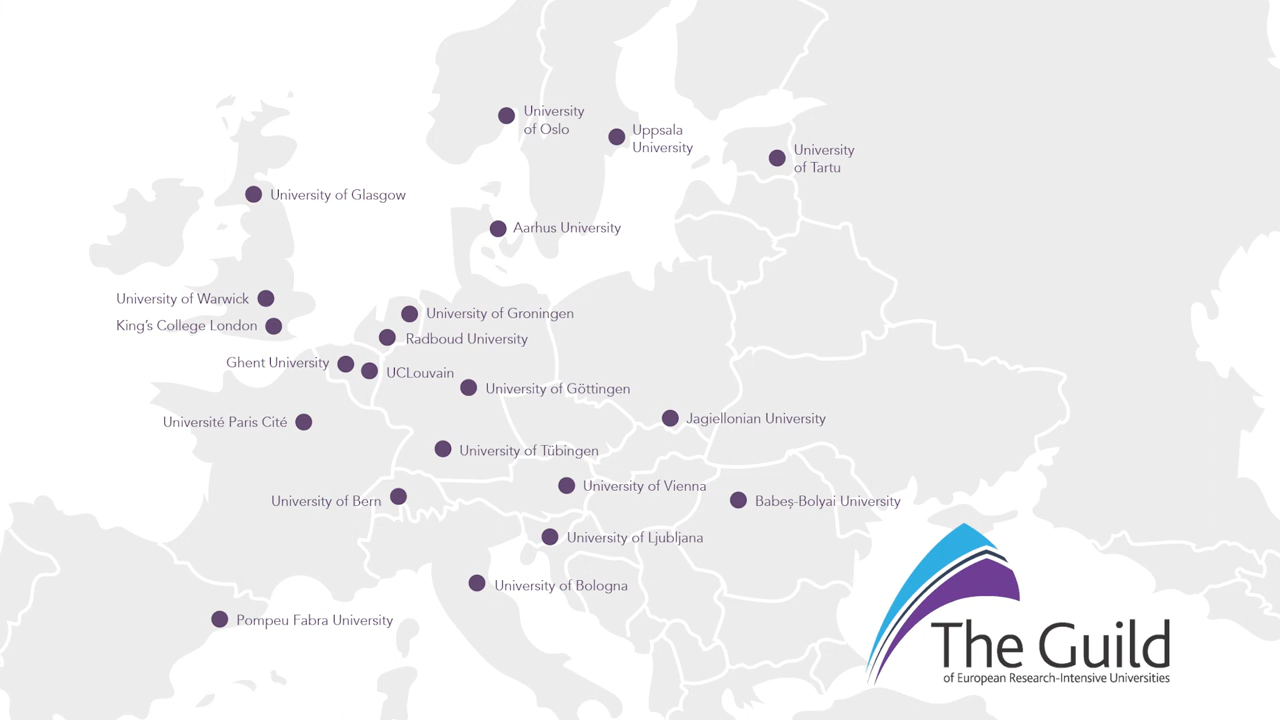 University
of Oslo
Uppsala
University
University
of Tartu
University of Glasgow
Aarhus University
University of Warwick
University of Groningen
King's College London
Radboud University
Ghent University
UCLouvain
University of Göttingen
Université Paris Cité
Jagiellonian University
University of Tübingen
University of Vienna
University of Bern
Babeș-Bolyai University
University of Ljubljana
University of Bologna
Pompeu Fabra University
The Guild
of European Research-Intensive Universities